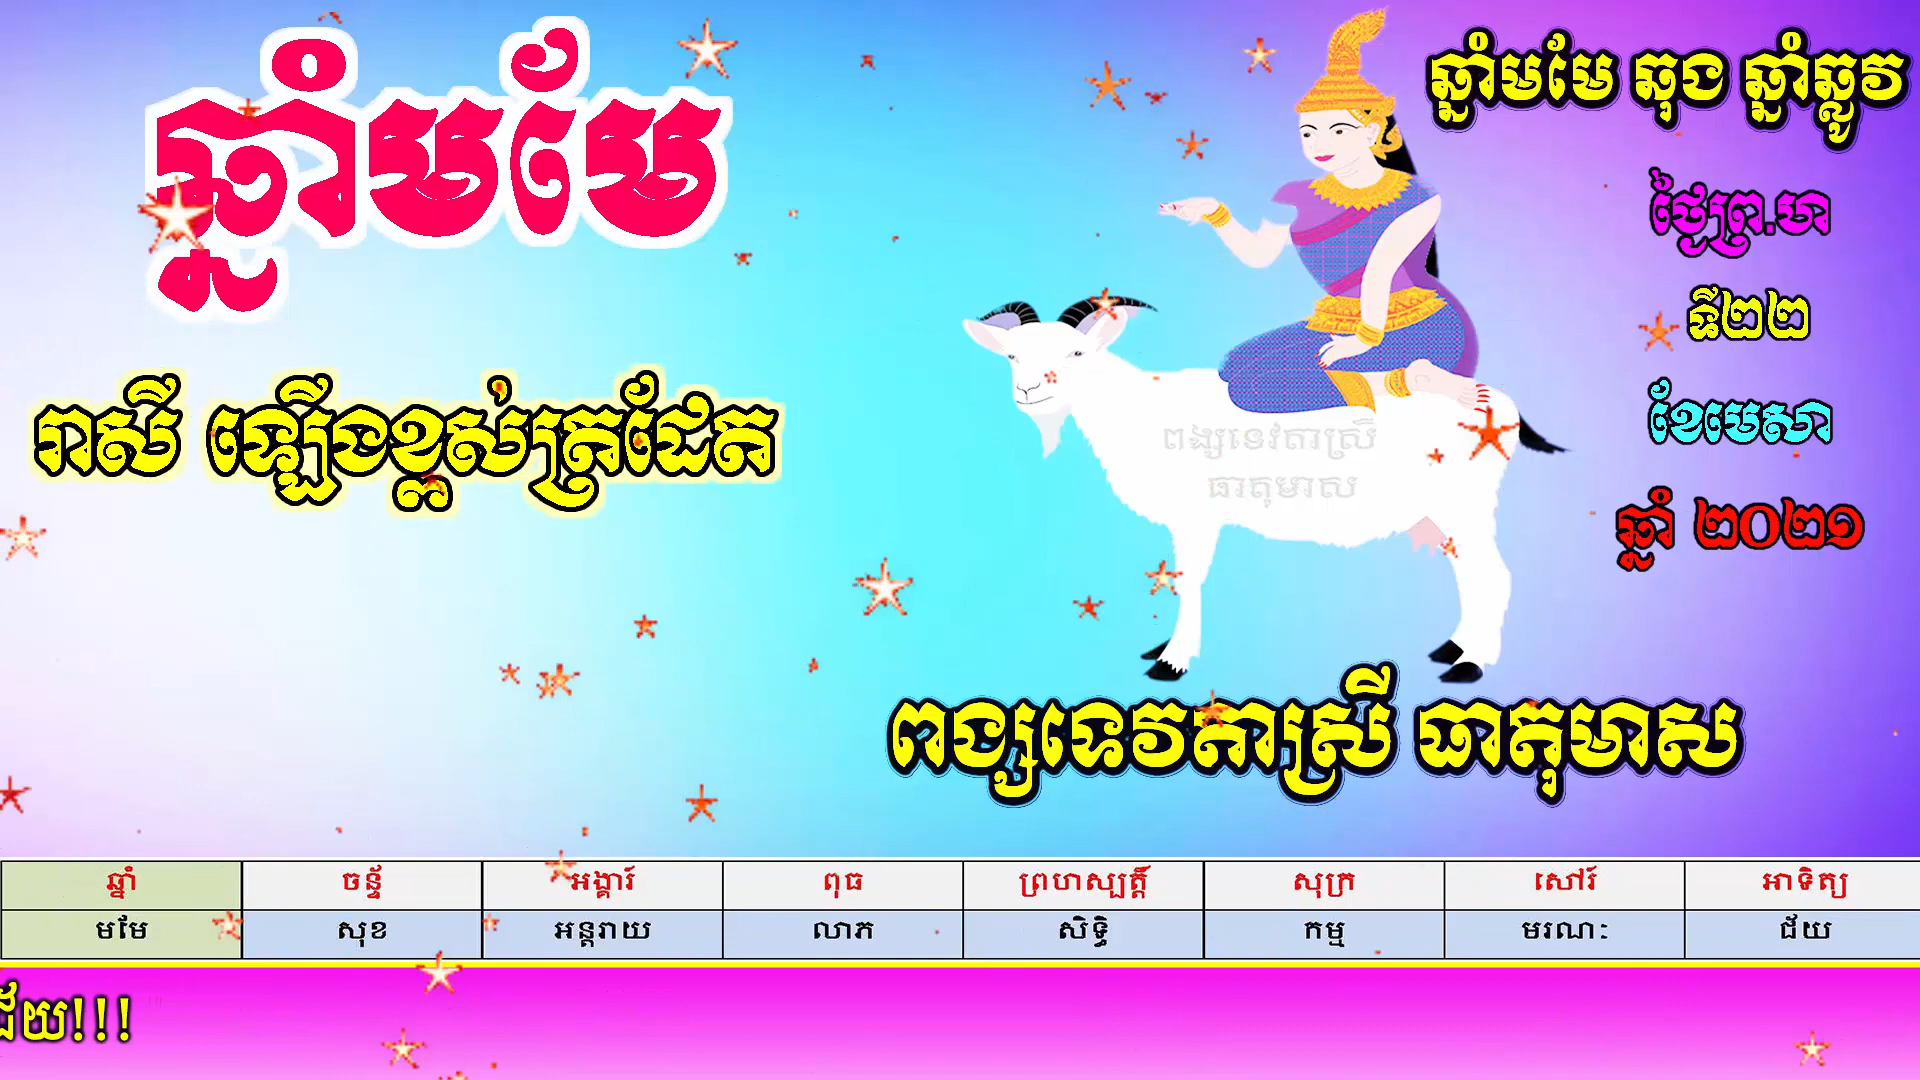 ឆ្នាំមមែ
រាសី ឡើងខ្ពស់ត្រដែត
ឆ្នាំមមែ ឆុង ឆ្នាំឆ្លូវ
ថ្ងៃព្រ.ហ
ទី២២
ខែមេសា
ឆ្នាំ ២០២១
ពង្សទេវតាស្រី
ធាតុមាស
ពង្សទេវតាស្រី ធាតុមាស
ឆ្នាំ ចន្ទ័ អង្គារ៍ ពុធ ព្រហស្បត្តិ៍ សុក្រ សៅរ៍ អាទិត្យ
មមែ សុខ អន្តរាយ លាភ សិទ្ធិ កម្ម មរណៈ ជ័យ
ជ័យ!!!